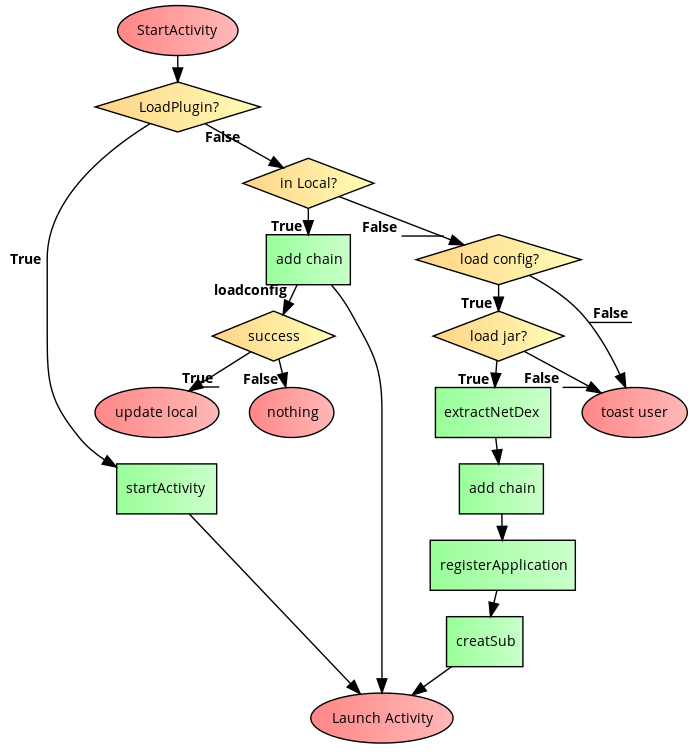 StartActivity
LoadPlugin?
False
in Local?
True
False
True
add chain
load config?
loadconfig
True
False
success
load jar?
True
False
True
False
update local
nothing
extractNetDex
toast user
startActivity
add chain
registerApplication
creatSub
Launch Activity